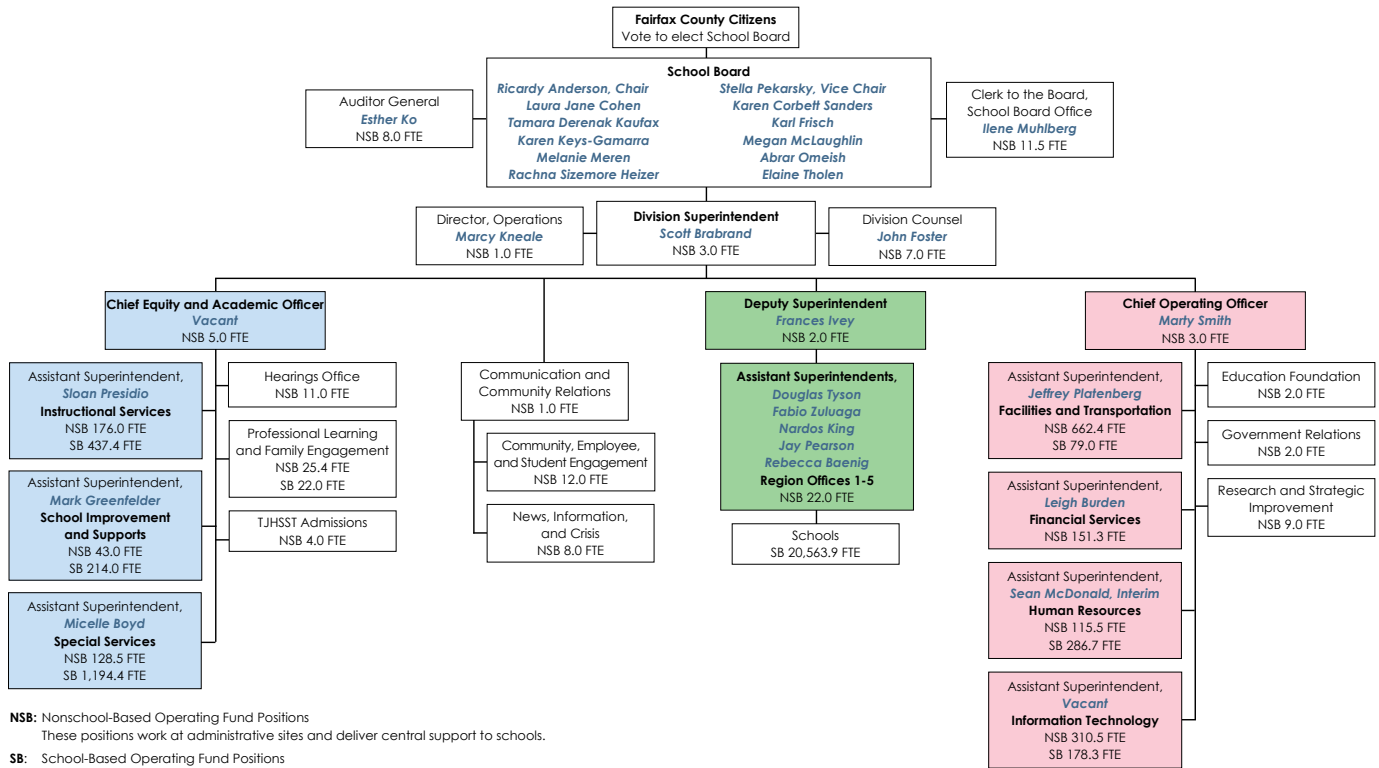 Fairfax County Citizens
Vote to elect School Board
School Board
Ricardy Anderson, Chair
Laura Jane Cohen
Tamara Derenak Kaufax
Karen Keys-Gamarra
Melanie Meren
Rachna Sizemore Heizer
Stella Pekarsky, Vice Chair
Karen Corbett Sanders
Karl Frisch
Megan McLaughlin
Abrar Omeish
Elaine Tholen
Auditor General
Esther Ko
NSB 8.0 FTE
Clerk to the Board,
School Board Office
Ilene Muhlberg
NSB 11.5 FTE
Director, Operations
Marcy Kneale
NSB 1.0 FTE
Division Superintendent
Scott Brabrand
NSB 3.0 FTE
Division Counsel
John Foster
NSB 7.0 FTE
Chief Equity and Academic Officer
Vacant
NSB 5.0 FTE
Assistant Superintendent,
Sloan Presidio
Instructional Services
NSB 176.0 FTE
SB 437.4 FTE
Assistant Superintendent,
Mark Greenfelder
School Improvement
and Supports
NSB 43.0 FTE
SB 214.0 FTE
Assistant Superintendent,
Micelle Boyd
Special Services
NSB 128.5 FTE
SB 1,194.4 FTE
Hearings Office
NSB 11.0 FTE
Professional Learning
and Family Engagement
NSB 25.4 FTE
SB 22.0 FTE
TJHSST Admissions
NSB 4.0 FTE
Communication and
Community Relations
NSB 1.0 FTE
Community, Employee,
and Student Engagement
NSB 12.0 FTE
News, Information,
and Crisis
NSB 8.0 FTE
Deputy Superintendent
Frances Ivey
NSB 2.0 FTE
Assistant Superintendents,
Douglas Tyson
Fabio Zuluaga
Nardos King
Jay Pearson
Rebecca Baenig
Region Offices 1-5
NSB 22.0 FTE
Schools
SB 20,563.9 FTE
Chief Operating Officer
Marty Smith
NSB 3.0 FTE
Assistant Superintendent,
Jeffrey Platenberg
Facilities and Transportation
NSB 662.4 FTE
SB 79.0 FTE
Assistant Superintendent,
Leigh Burden
Financial Services
NSB 151.3 FTE
Assistant Superintendent,
Sean McDonald, Interim
Human Resources
NSB 115.5 FTE
SB 286.7 FTE
Assistant Superintendent,
Vacant
Information Technology
NSB 310.5 FTE
SB 178.3 FTE
Education Foundation
NSB 2.0 FTE
Government Relations
NSB 2.0 FTE
Research and Strategic
Improvement
NSB 9.0 FTE
NSB: Nonschool-Based Operating Fund Positions
These positions work at administrative sites and deliver central support to schools.
SB: School-Based Operating Fund Positions